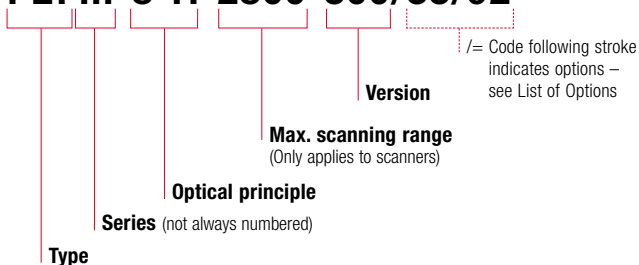 /= Code following stroke
indicates options –
see List of Options
Version
Max. scanning range
(Only applies to scanners)
Optical principle
Series (not always numbered)
Type